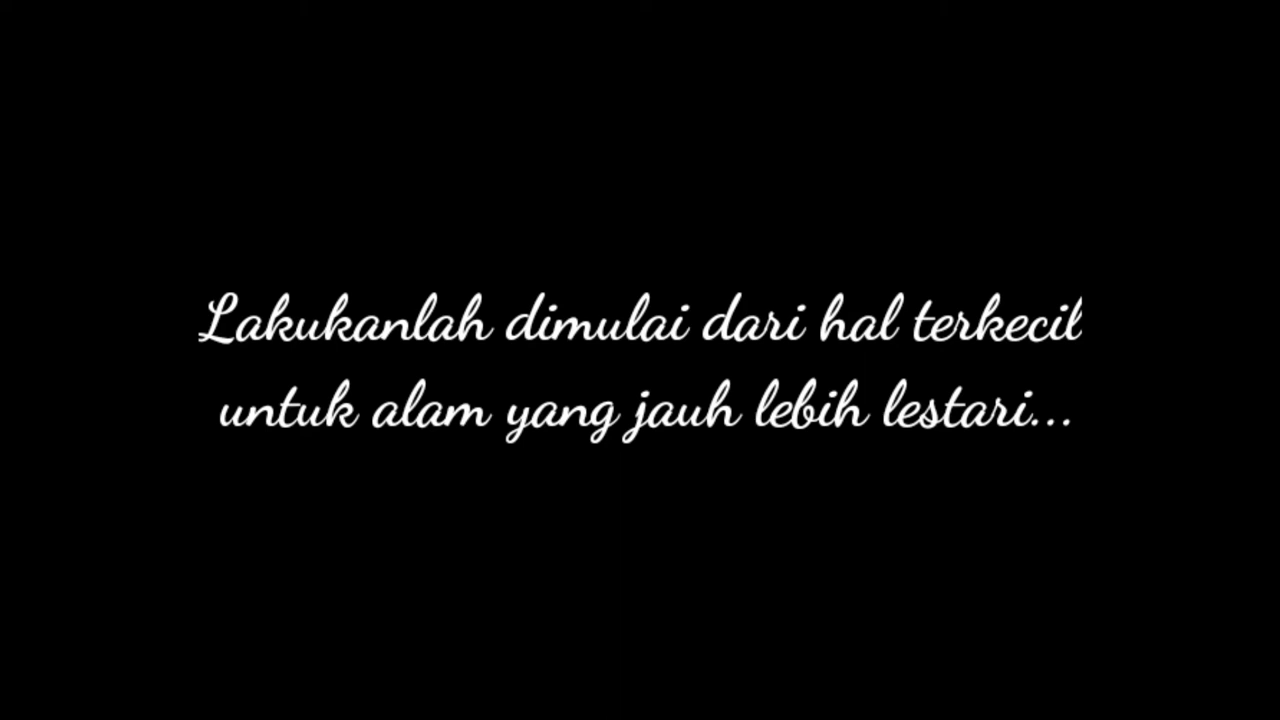 Lakukanlah dimulai dari hal terkecil
untuk alam yang jauh lebih lestari...